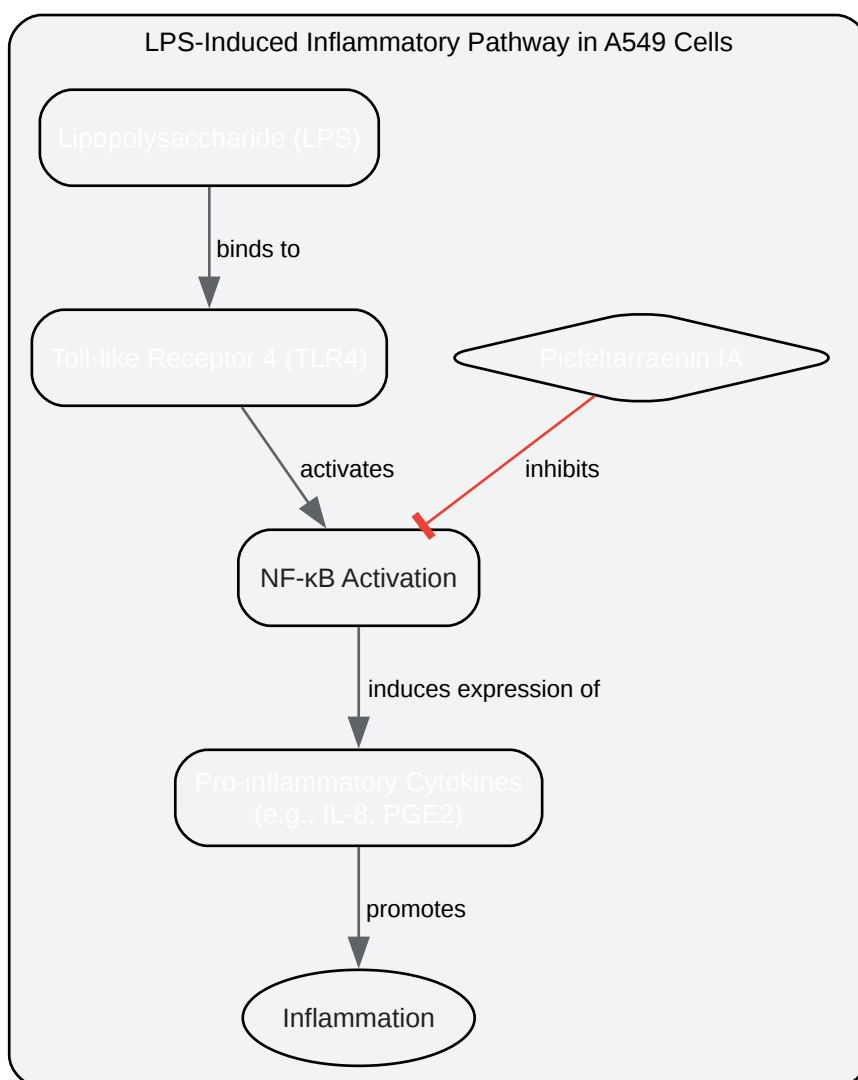 LPS-Induced Inflammatory Pathway in A549 Cells
Lipopolysaccharide (LPS)
binds to
Toll-like Receptor 4 (TLR4)
Picfeltarraenin IA
activates
inhibits
NF-κB Activation
induces expression of
Pro-inflammatory Cytokines
(e.g., IL-8, PGE2)
promotes
Inflammation